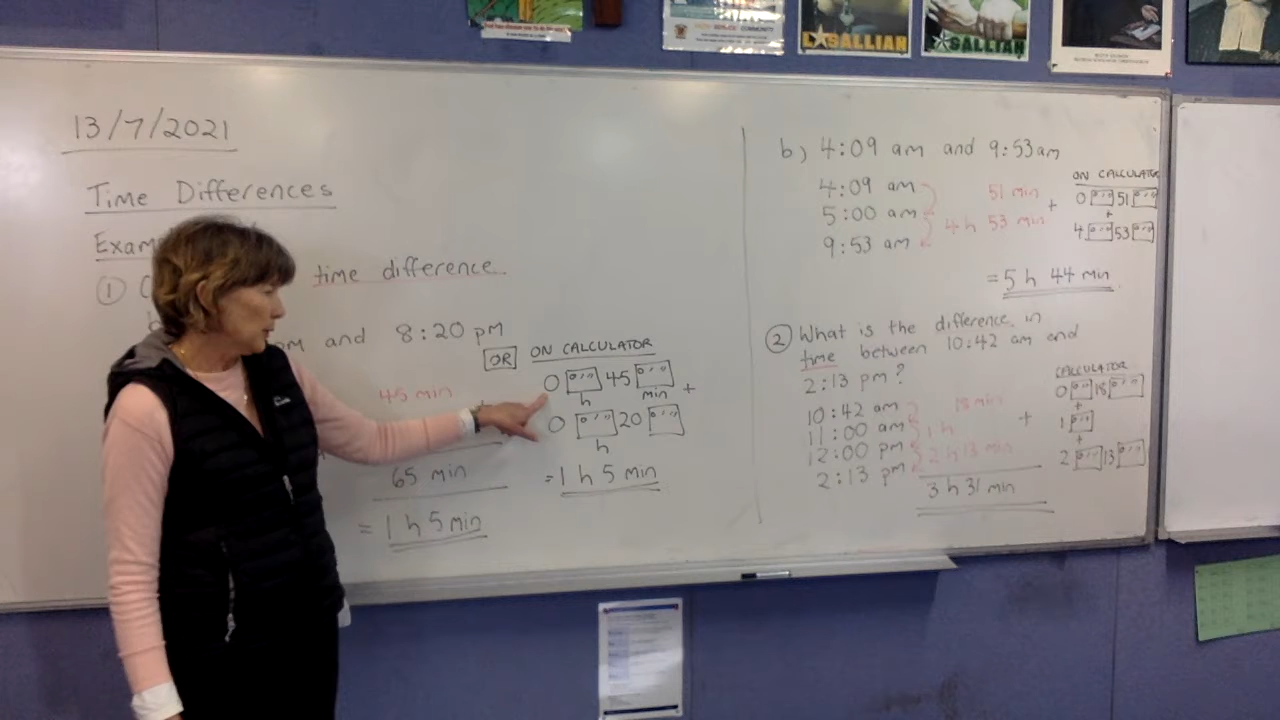 LASALLIAN
SALLIAN
13/7/2021
Time Differences
Exam
① C time difference
pm and 8:20 pm
45 min
65 min
= 1 h 5 min
OR ON CALCULATOR
0 [° ' "] 45 [° ' "] +
h min
0 [° ' "] 20 [° ' "]
h
= 1 h 5 min
b) 4:09 am and 9:53 am
4:09 am
5:00 am
9:53 am
51 min +
4 h 53 min
ON CALCULATOR
0 [° ' "] 51 [° ' "]
+
4 [° ' "] 53 [° ' "]
= 5 h 44 min
② What is the difference in
time between 10:42 am and
2:13 pm?
10:42 am
11:00 am
12:00 pm
2:13 pm
18 min +
1 h
2 h 13 min
3 h 31 min
CALCULATOR
0 [° ' "] 18 [° ' "]
+
1 [° ' "]
+
2 [° ' "] 13 [° ' "]